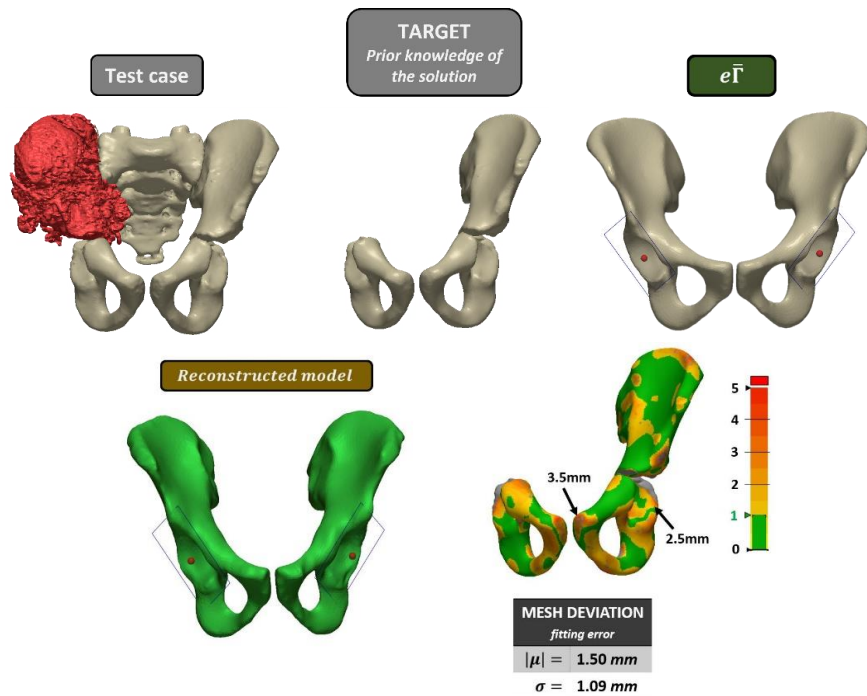 Test case
TARGET
Prior knowledge of
the solution
eΓ̄
Reconstructed model
5
4
3
2
1
0
3.5mm
2.5mm
MESH DEVIATION
fitting error
|μ| = 1.50 mm
σ = 1.09 mm